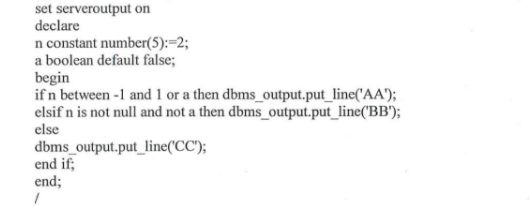 set serveroutput on
declare
n constant number(5):=2;
a boolean default false;
begin
if n between -1 and 1 or a then dbms_output.put_line('AA');
elsif n is not null and not a then dbms_output.put_line('BB');
else
dbms_output.put_line('CC');
end if;
end;
/